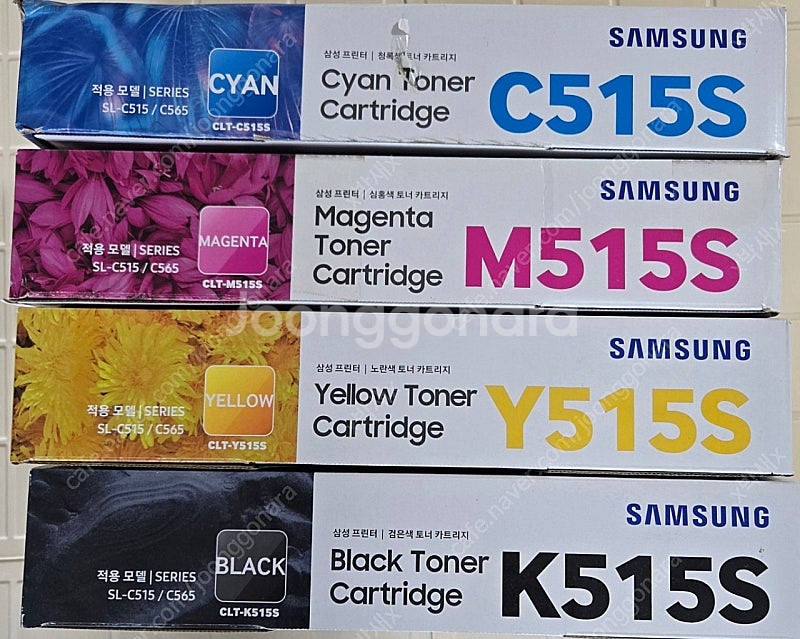 SAMSUNG
삼성 프린터 | 청록색 토너 카트리지
CYAN
Cyan Toner
Cartridge
C515S
적용 모델 | SERIES
SL-C515 / C565
CLT-C515S
SAMSUNG
삼성 프린터 | 심홍색 토너 카트리지
Magenta
Toner
Cartridge
M515S
MAGENTA
적용 모델 | SERIES
SL-C515 / C565
CLT-M515S
Joonggonara
SAMSUNG
삼성 프린터 | 노란색 토너 카트리지
Yellow Toner
Cartridge
Y515S
YELLOW
적용 모델 | SERIES
SL-C515 / C565
CLT-Y515S
SAMSUNG
삼성 프린터 | 검은색 토너 카트리지
Black Toner
Cartridge
K515S
BLACK
적용 모델 | SERIES
SL-C515 / C565
CLT-K515S
cafe.naver.com/joonggonara